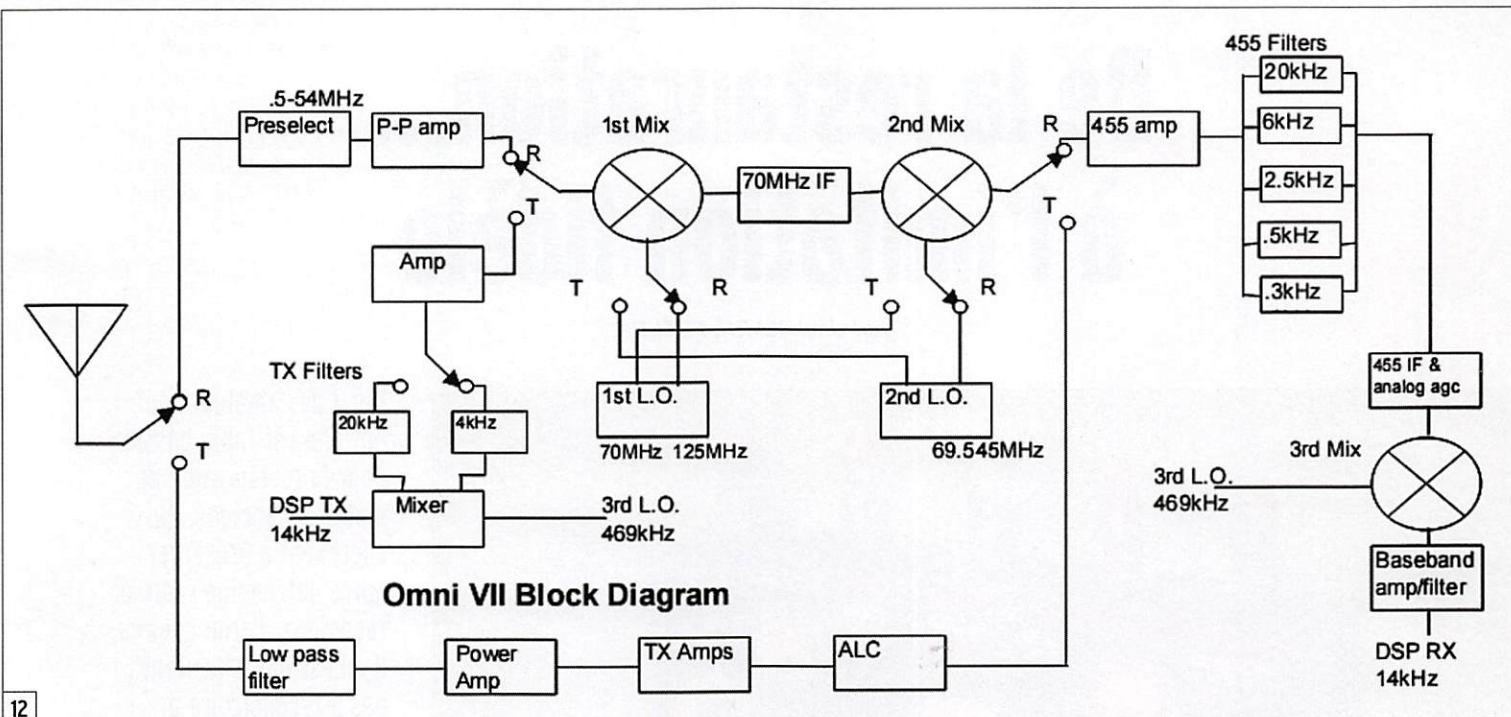 455 Filters
20kHz
6kHz
2.5kHz
.5kHz
.3kHz
.5-54MHz
Preselect
P-P amp
R
T
1st Mix
70MHz IF
2nd Mix
R
T
455 amp
Amp
T
R
T
R
TX Filters
20kHz
4kHz
1st L.O.
70MHz 125MHz
2nd L.O.
69.545MHz
R
T
DSP TX
14kHz
Mixer
3rd L.O.
469kHz
455 IF &
analog agc
3rd Mix
3rd L.O.
469kHz
Baseband
amp/filter
DSP RX
14kHz
Omni VII Block Diagram
Low pass
filter
Power
Amp
TX Amps
ALC
12